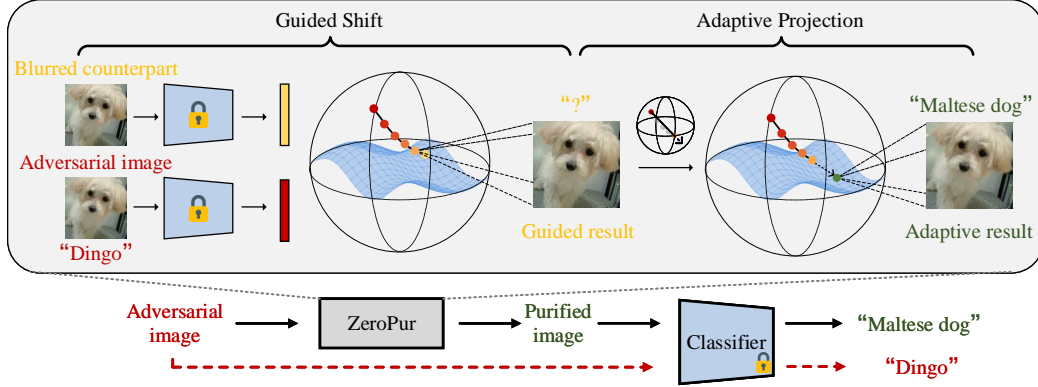 Guided Shift
Adaptive Projection
Blurred counterpart
Adversarial image
“Dingo”
“?”
Guided result
“Maltese dog”
Adaptive result
Adversarial
image
ZeroPur
Purified
image
Classifier
“Maltese dog”
“Dingo”